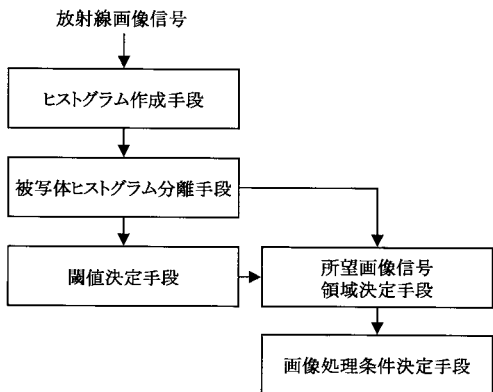 放射線画像信号
ヒストグラム作成手段
被写体ヒストグラム分離手段
閾値決定手段
所望画像信号
領域決定手段
画像処理条件決定手段